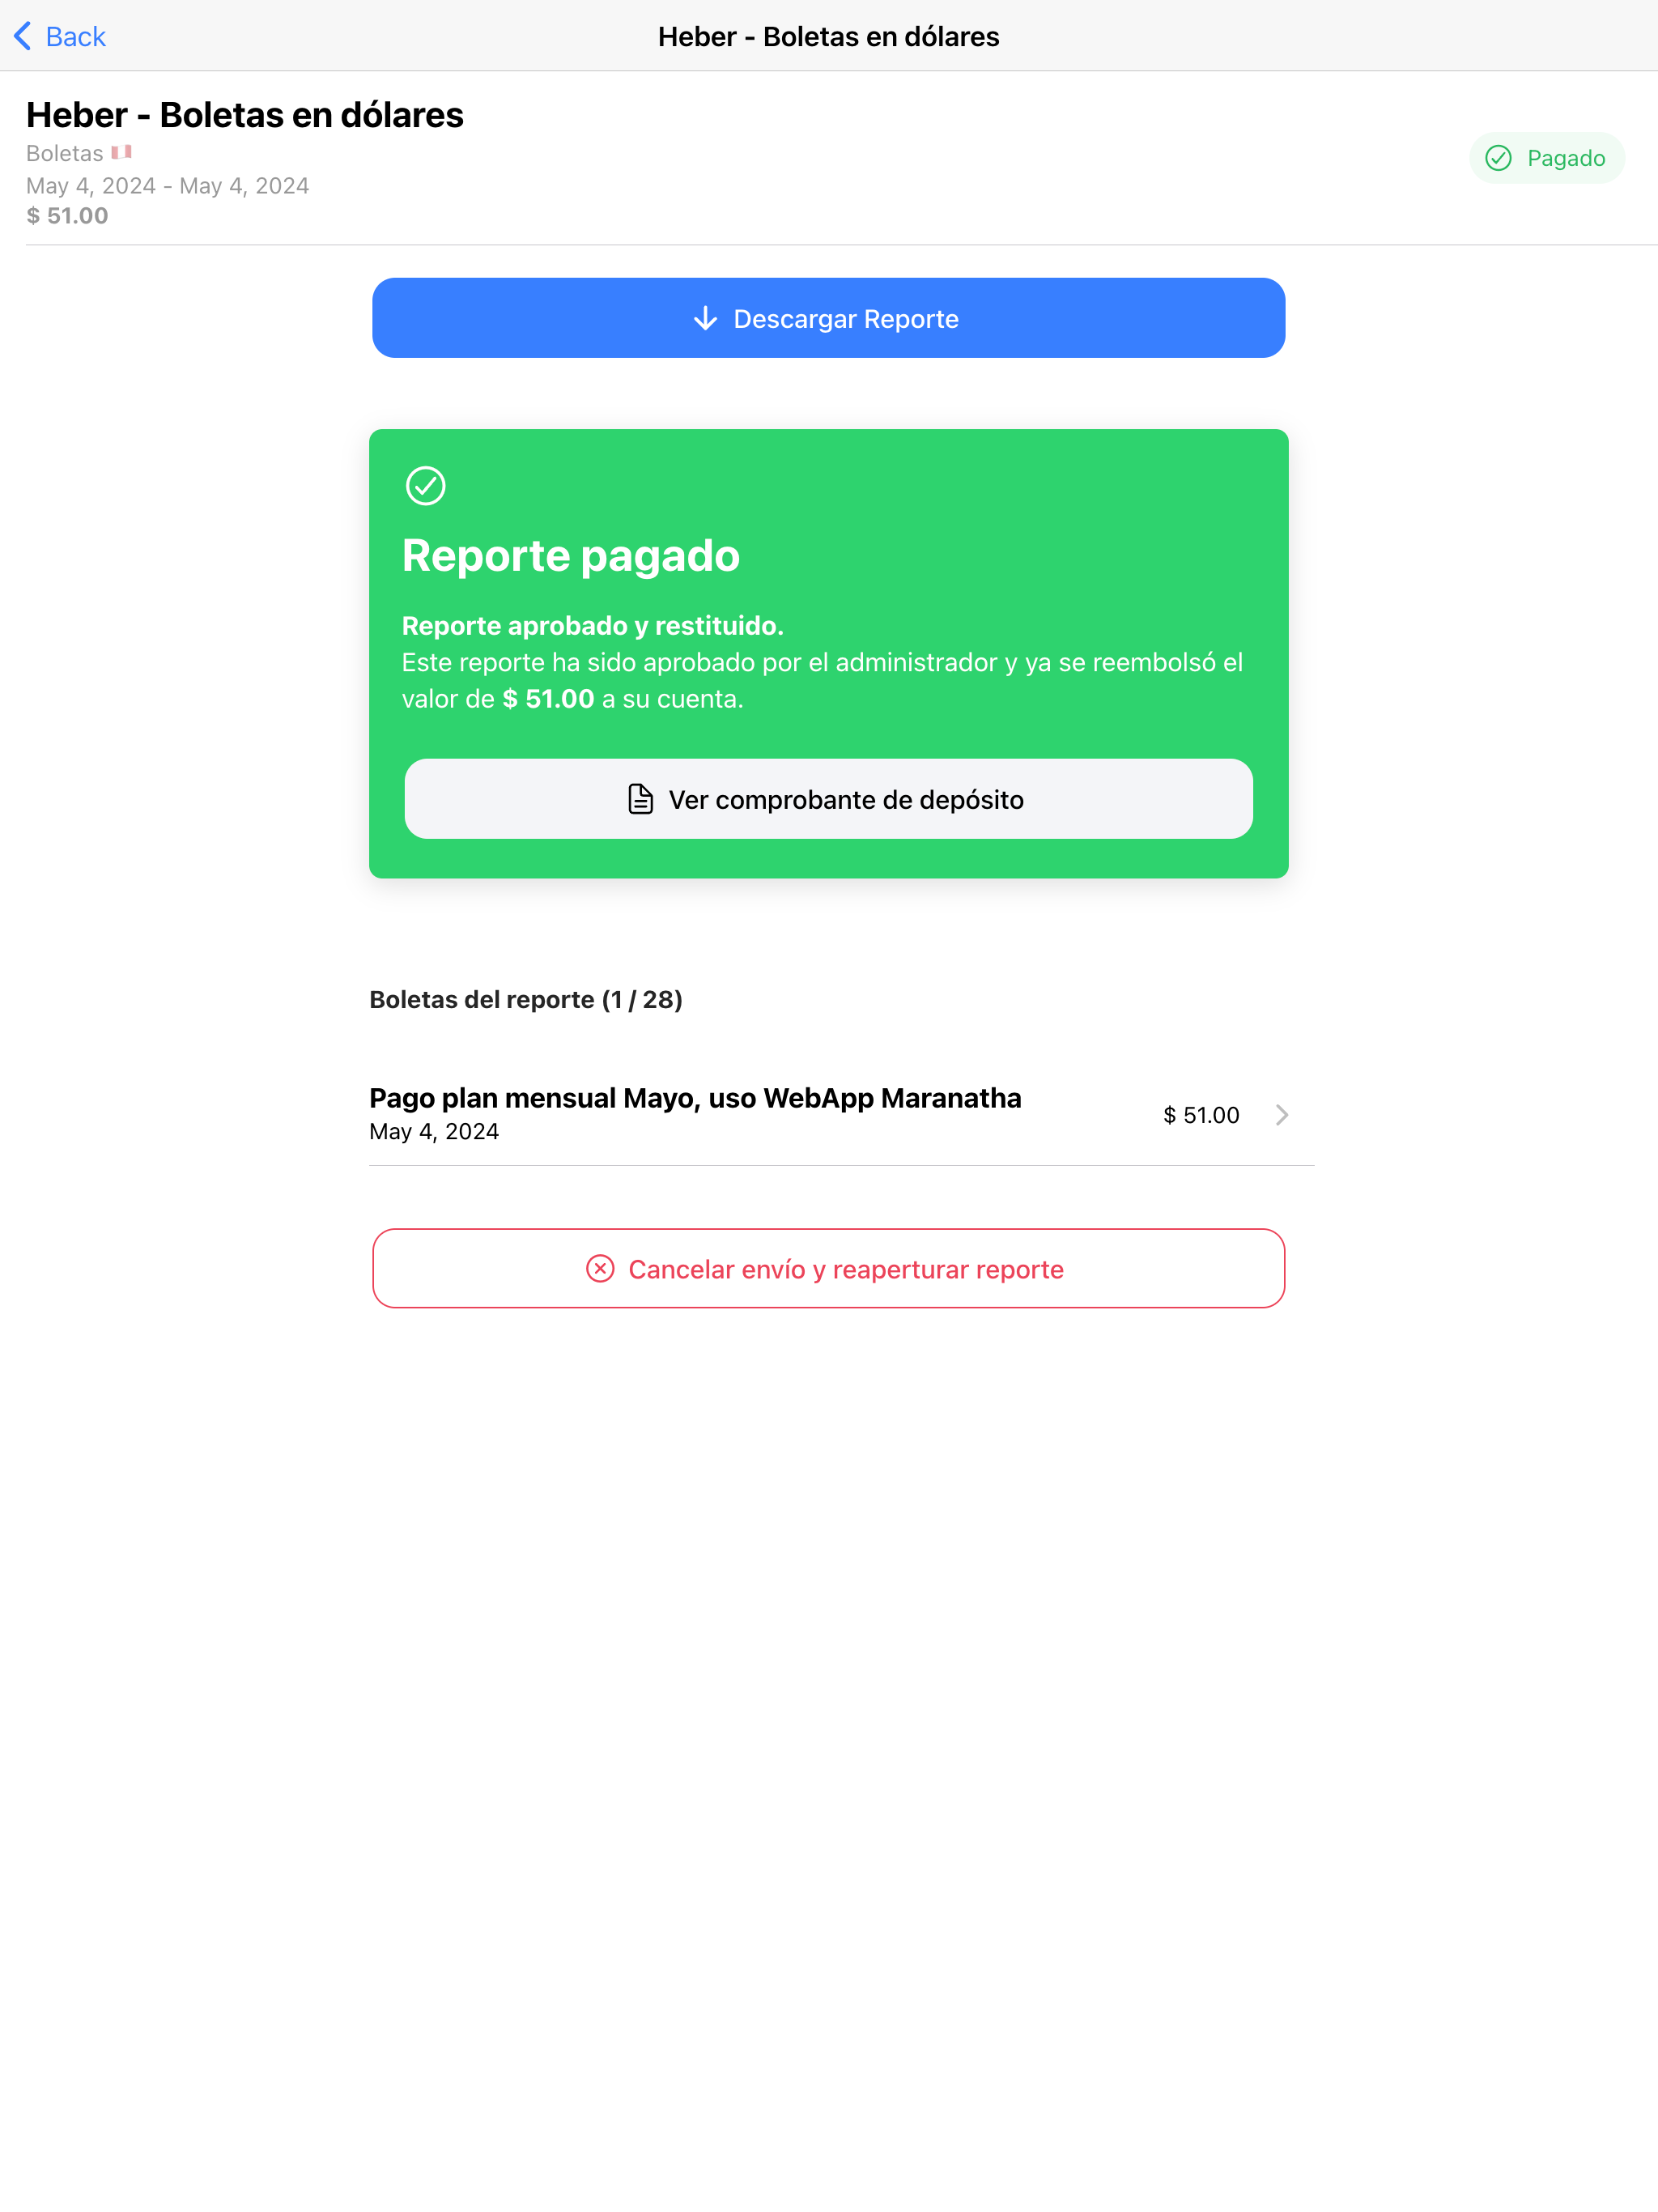 Back
Heber - Boletas en dólares
Heber - Boletas en dólares
Boletas 🇵🇪
May 4, 2024 - May 4, 2024
$ 51.00
Pagado
Descargar Reporte
Reporte pagado
Reporte aprobado y restituido.
Este reporte ha sido aprobado por el administrador y ya se reembolsó el
valor de $ 51.00 a su cuenta.
Ver comprobante de depósito
Boletas del reporte (1 / 28)
Pago plan mensual Mayo, uso WebApp Maranatha
May 4, 2024
$ 51.00
Cancelar envío y reaperturar reporte